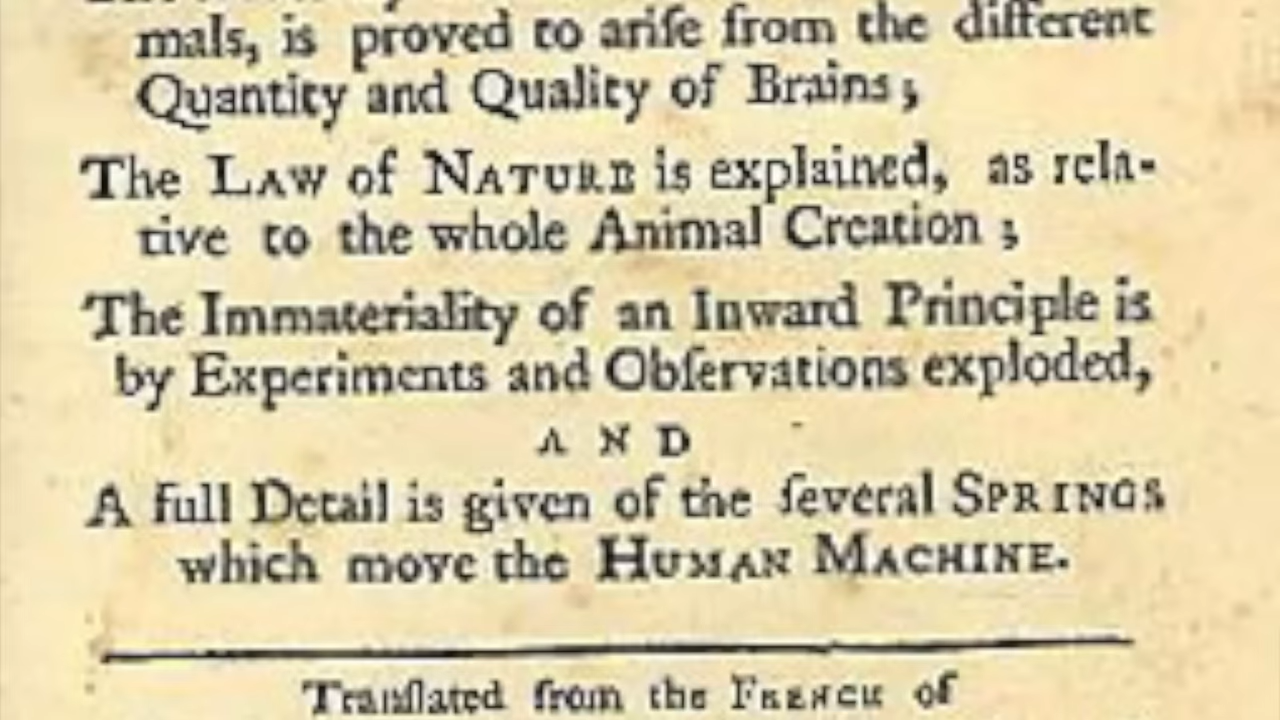 mals, is proved to ariſe from the different
Quantity and Quality of Brains;
The LAW of NATURE is explained, as rela-
tive to the whole Animal Creation;
The Immateriality of an Inward Principle is
by Experiments and Obſervations exploded,
AND
A full Detail is given of the ſeveral SPRINGS
which move the HUMAN MACHINE.
Tranſlated from the FRENCH of